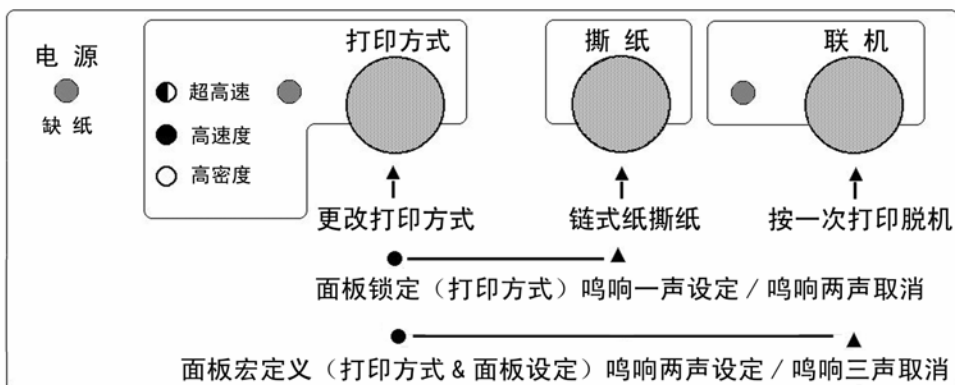 打印方式
撕 纸
联 机
电 源
超高速
缺 纸
高速度
高密度
更改打印方式
链式纸撕纸
按一次打印脱机
面板锁定（打印方式）鸣响一声设定 / 鸣响两声取消
面板宏定义（打印方式 & 面板设定）鸣响两声设定 / 鸣响三声取消